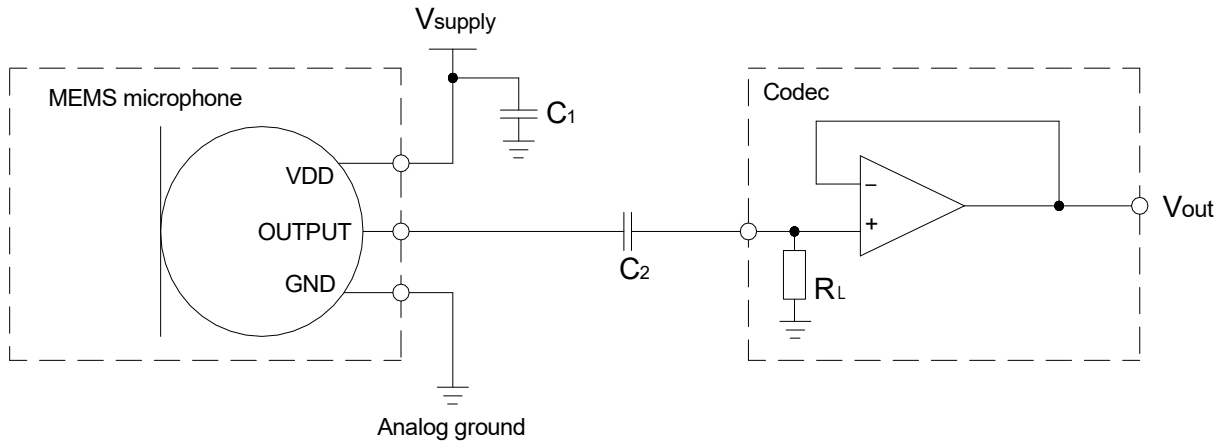 Vsupply
MEMS microphone
C1
Codec
VDD
−
Vout
OUTPUT
+
C2
GND
RL
Analog ground